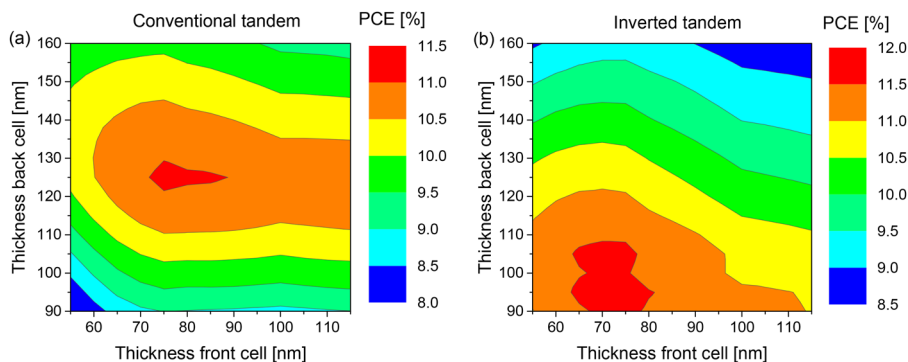 Conventional tandem
PCE [%]
(a)
160
150
140
130
120
110
100
90
Thickness back cell [nm]
60 70 80 90 100 110
Thickness front cell [nm]
11.5
11.0
10.5
10.0
9.5
9.0
8.5
8.0
Inverted tandem
PCE [%]
(b)
160
150
140
130
120
110
100
90
Thickness back cell [nm]
60 70 80 90 100 110
Thickness front cell [nm]
12.0
11.5
11.0
10.5
10.0
9.5
9.0
8.5